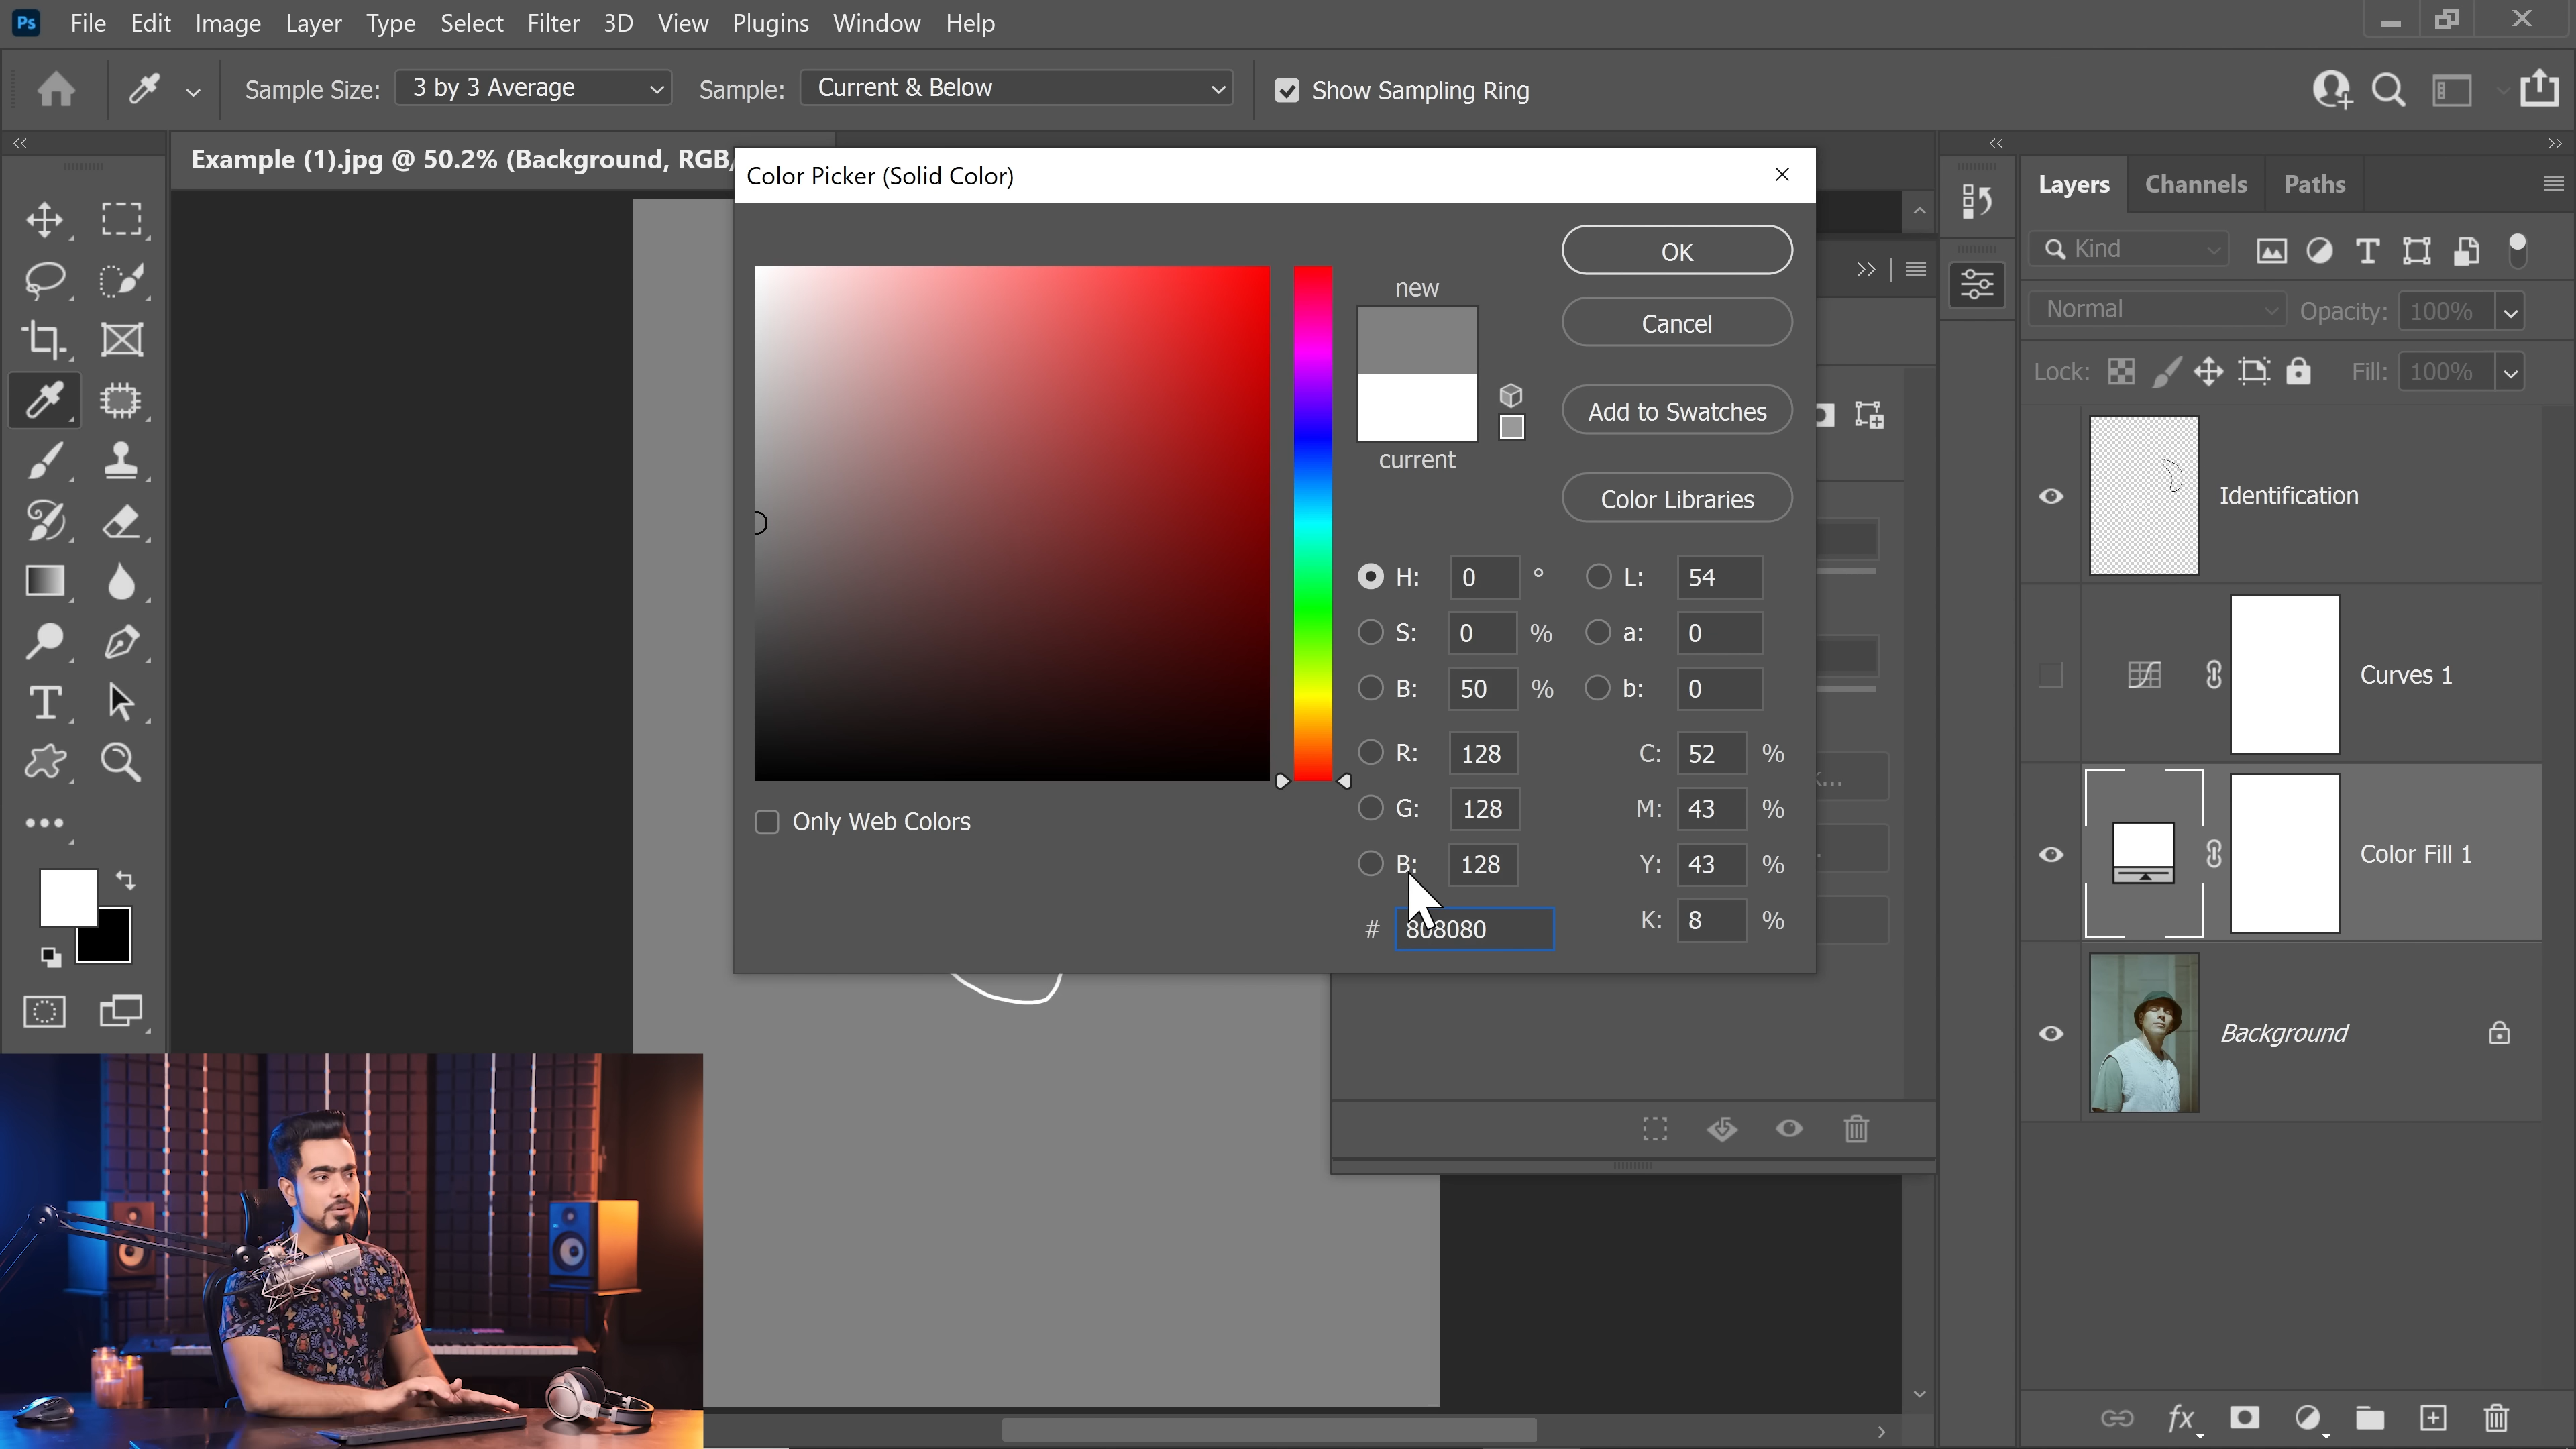 Ps File Edit Image Layer Type Select Filter 3D View Plugins Window Help
Sample Size: 3 by 3 Average Sample: Current & Below Show Sampling Ring
Example (1).jpg @ 50.2% (Background, RGB/
Color Picker (Solid Color)
OK
Cancel
Add to Swatches
Color Libraries
new
current
H: 0 ° L: 54
S: 0 % a: 0
B: 50 % b: 0
R: 128 C: 52 %
G: 128 M: 43 %
B: 128 Y: 43 %
# 808080 K: 8 %
Only Web Colors
Layers Channels Paths
Kind
Normal Opacity: 100%
Lock: Fill: 100%
Identification
Curves 1
Color Fill 1
Background
fx